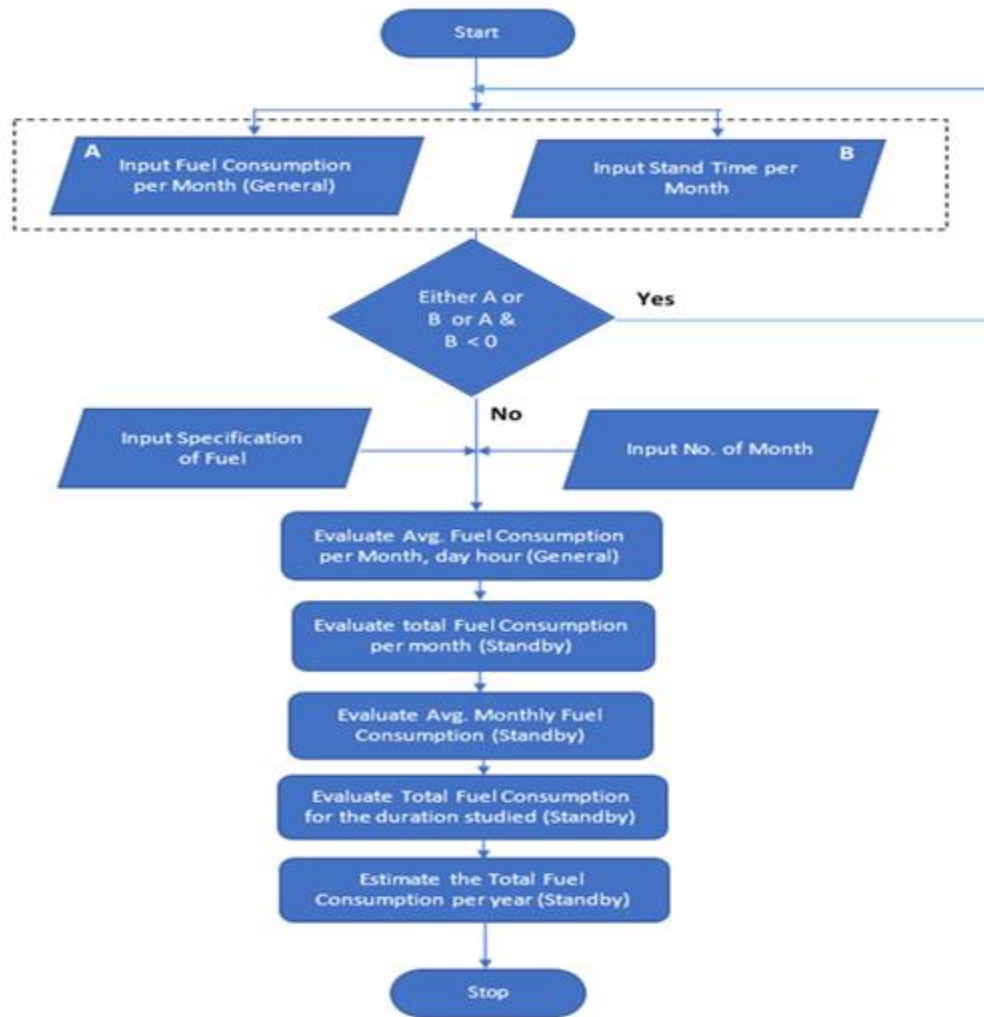 Start
A
Input Fuel Consumption
per Month (General)
Input Stand Time per
Month
B
Either A or
B or A &
B < 0
Yes
No
Input Specification
of Fuel
Input No. of Month
Evaluate Avg. Fuel Consumption
per Month, day hour (General)
Evaluate total Fuel Consumption
per month (Standby)
Evaluate Avg. Monthly Fuel
Consumption (Standby)
Evaluate Total Fuel Consumption
for the duration studied (Standby)
Estimate the Total Fuel
Consumption per year (Standby)
Stop